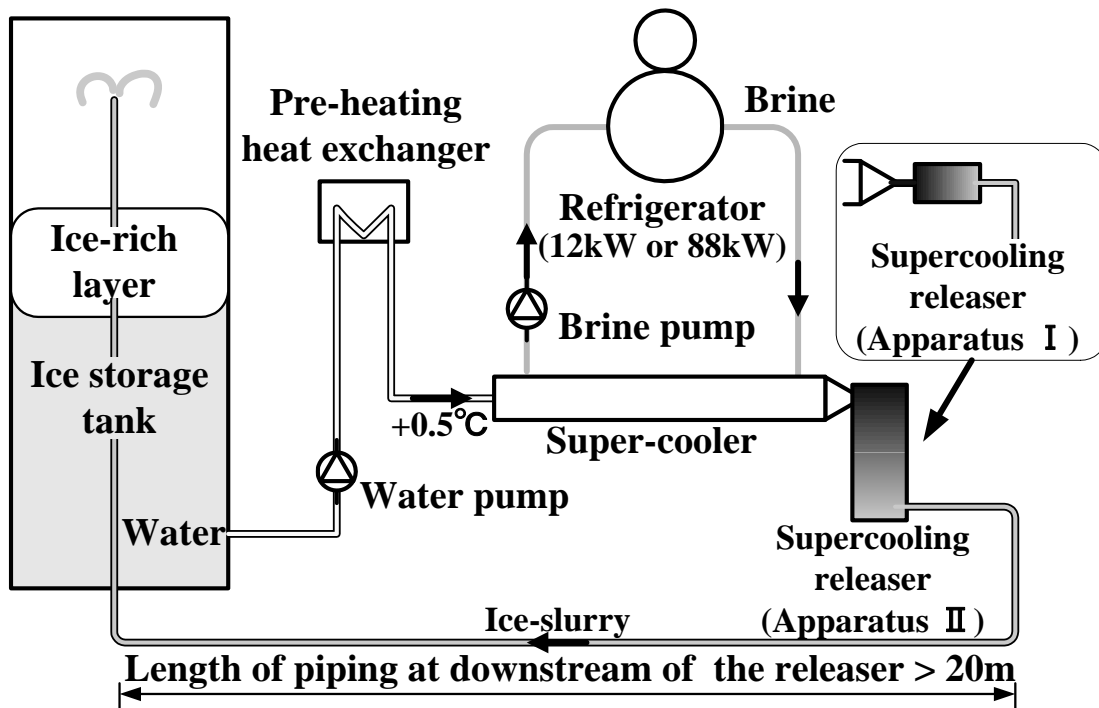 Pre-heating
heat exchanger
Brine
Refrigerator
(12kW or 88kW)
Brine pump
Ice-rich
layer
Ice storage
tank
Water
Water pump
+0.5℃
Super-cooler
Supercooling
releaser
(Apparatus Ⅰ)
Supercooling
releaser
(Apparatus Ⅱ)
Ice-slurry
Length of piping at downstream of the releaser > 20m